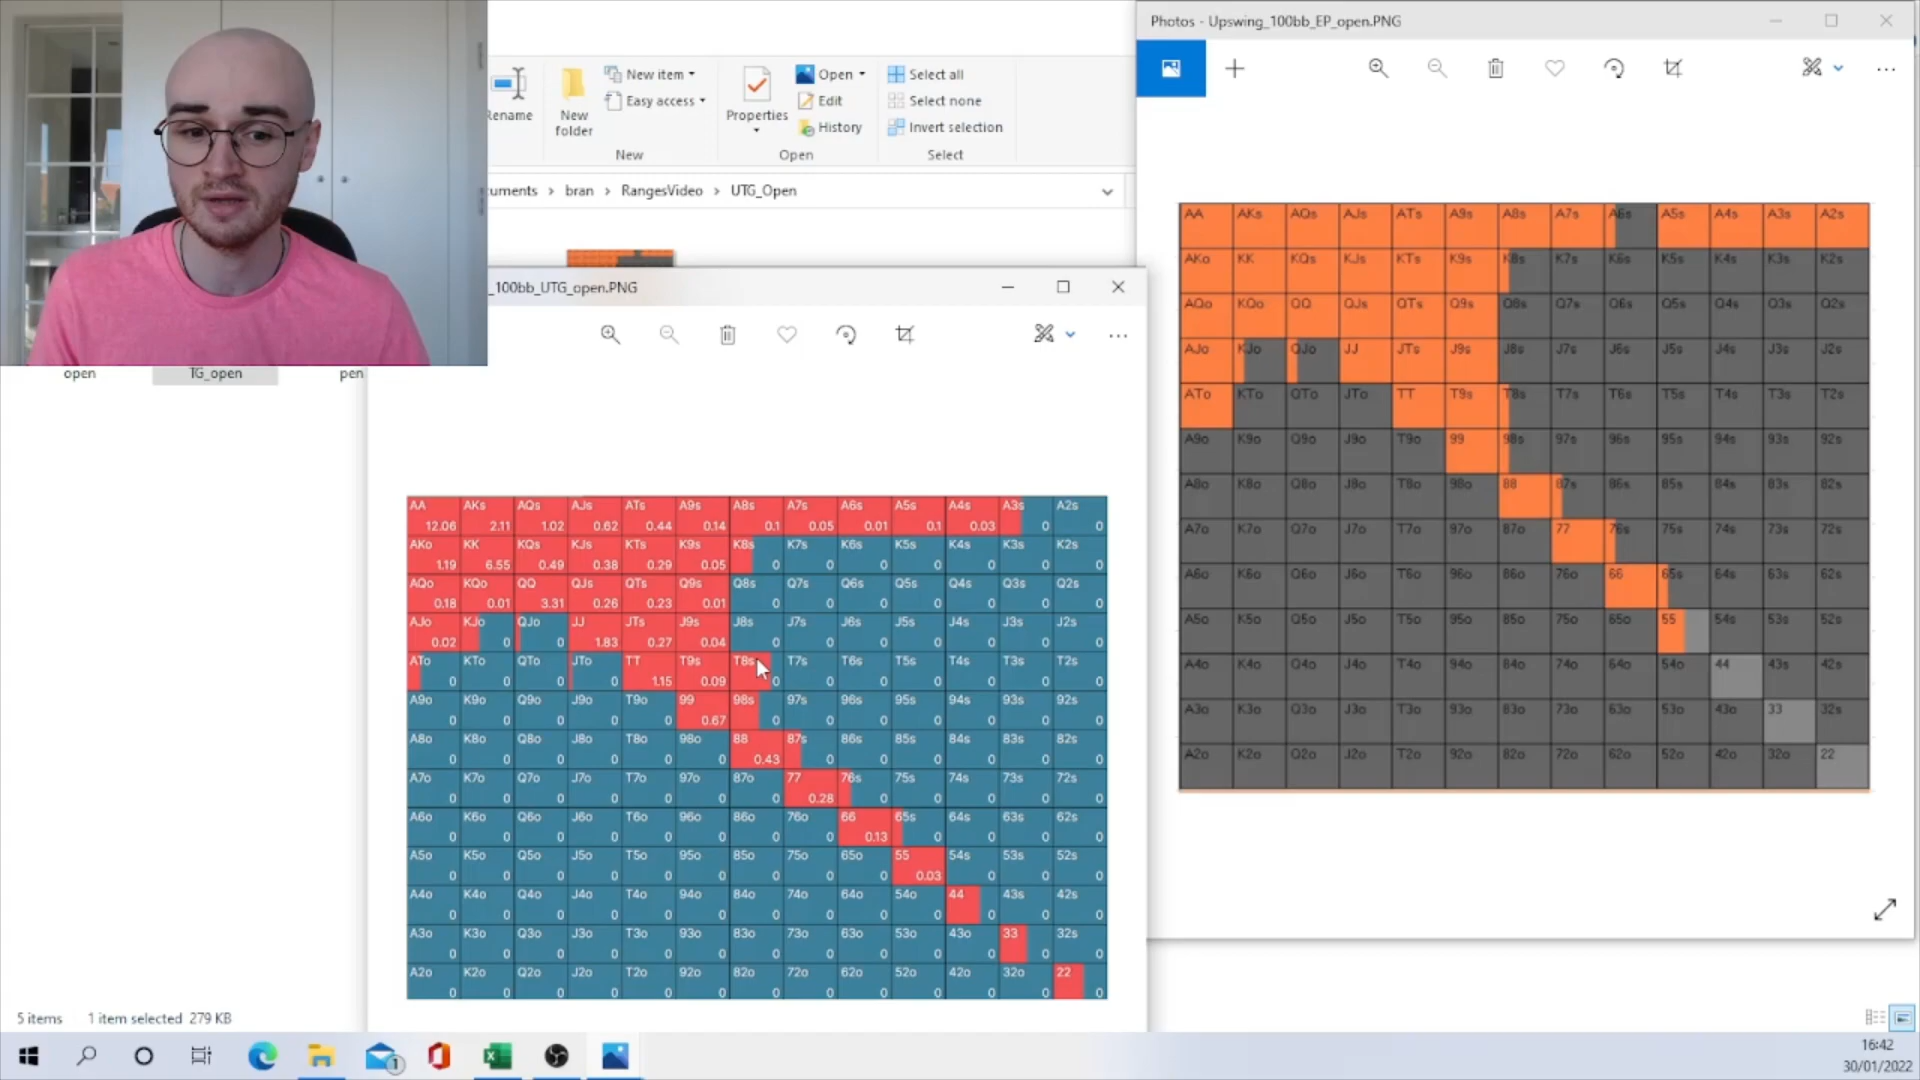 Photos - Upswing_100bb_EP_open.PNG
New item
Open
Select all
Easy access
Edit
Select none
ename
New folder
Properties
History
Invert selection
New
Open
Select
uments > bran > RangesVideo > UTG_Open
_100bb_UTG_open.PNG
open
TG_open
pen
AA AKs AQs AJs ATs A9s A8s A7s A6s A5s A4s A3s A2s
AKo KK KQs KJs KTs K9s K8s K7s K6s K5s K4s K3s K2s
AQo KQo QQ QJs QTs Q9s Q8s Q7s Q6s Q5s Q4s Q3s Q2s
AJo KJo QJo JJ JTs J9s J8s J7s J6s J5s J4s J3s J2s
ATo KTo QTo JTo TT T9s T8s T7s T6s T5s T4s T3s T2s
A9o K9o Q9o J9o T9o 99 98s 97s 96s 95s 94s 93s 92s
A8o K8o Q8o J8o T8o 98o 88 87s 86s 85s 84s 83s 82s
A7o K7o Q7o J7o T7o 97o 87o 77 76s 75s 74s 73s 72s
A6o K6o Q6o J6o T6o 96o 86o 76o 66 65s 64s 63s 62s
A5o K5o Q5o J5o T5o 95o 85o 75o 65o 55 54s 53s 52s
A4o K4o Q4o J4o T4o 94o 84o 74o 64o 54o 44 43s 42s
A3o K3o Q3o J3o T3o 93o 83o 73o 63o 53o 43o 33 32s
A2o K2o Q2o J2o T2o 92o 82o 72o 62o 52o 42o 32o 22
AA AKs AQs AJs ATs A9s A8s A7s A6s A5s A4s A3s A2s
12.06 2.11 1.02 0.62 0.44 0.14 0.1 0.05 0.01 0.1 0.03 0 0
AKo KK KQs KJs KTs K9s K8s K7s K6s K5s K4s K3s K2s
1.19 6.55 0.49 0.38 0.29 0.05 0 0 0 0 0 0 0
AQo KQo QQ QJs QTs Q9s Q8s Q7s Q6s Q5s Q4s Q3s Q2s
0.18 0.01 3.31 0.26 0.23 0.01 0 0 0 0 0 0 0
AJo KJo QJo JJ JTs J9s J8s J7s J6s J5s J4s J3s J2s
0.02 0 0 1.83 0.27 0.04 0 0 0 0 0 0 0
ATo KTo QTo JTo TT T9s T8s T7s T6s T5s T4s T3s T2s
0 0 0 0 1.15 0.09 0 0 0 0 0 0 0
A9o K9o Q9o J9o T9o 99 98s 97s 96s 95s 94s 93s 92s
0 0 0 0 0 0.67 0 0 0 0 0 0 0
A8o K8o Q8o J8o T8o 98o 88 87s 86s 85s 84s 83s 82s
0 0 0 0 0 0 0.43 0 0 0 0 0 0
A7o K7o Q7o J7o T7o 97o 87o 77 76s 75s 74s 73s 72s
0 0 0 0 0 0 0 0.28 0 0 0 0 0
A6o K6o Q6o J6o T6o 96o 86o 76o 66 65s 64s 63s 62s
0 0 0 0 0 0 0 0 0.13 0 0 0 0
A5o K5o Q5o J5o T5o 95o 85o 75o 65o 55 54s 53s 52s
0 0 0 0 0 0 0 0 0 0.03 0 0 0
A4o K4o Q4o J4o T4o 94o 84o 74o 64o 54o 44 43s 42s
0 0 0 0 0 0 0 0 0 0 0 0 0
A3o K3o Q3o J3o T3o 93o 83o 73o 63o 53o 43o 33 32s
0 0 0 0 0 0 0 0 0 0 0 0 0
A2o K2o Q2o J2o T2o 92o 82o 72o 62o 52o 42o 32o 22
0 0 0 0 0 0 0 0 0 0 0 0 0
5 items 1 item selected 279 KB
1
16:42
30/01/2022